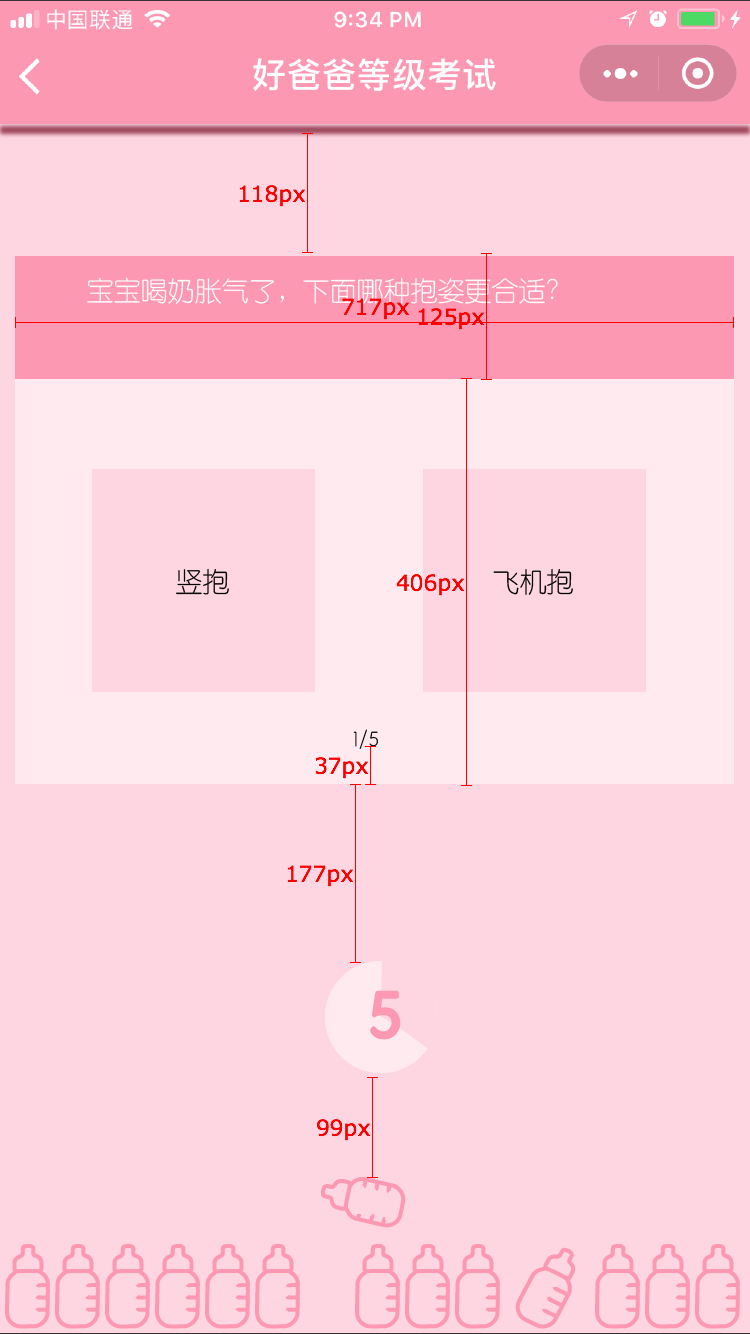 中国联通 9:34 PM
好爸爸等级考试
118px
宝宝喝奶胀气了，下面哪种抱姿更合适?
717px 125px
竖抱 406px 飞机抱
1/5
37px
177px
5
99px